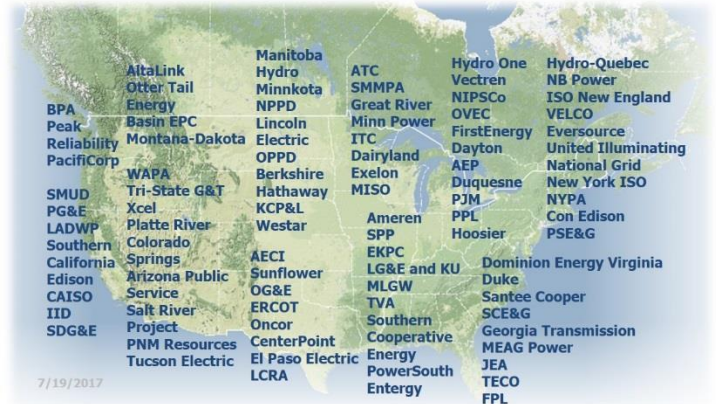 BPA
Peak
Reliability
PacifiCorp
SMUD
PG&E
LADWP
Southern
California
Edison
CAISO
IID
SDG&E
AltaLink
Otter Tail
Energy
Basin EPC
Montana-Dakota
WAPA
Tri-State G&T
Xcel
Platte River
Colorado
Springs
Arizona Public
Service
Salt River
Project
PNM Resources
Tucson Electric
Manitoba
Hydro
Minnkota
NPPD
Lincoln
Electric
OPPD
Berkshire
Hathaway
KCP&L
Westar
AECI
Sunflower
OG&E
ERCOT
Oncor
CenterPoint
El Paso Electric
LCRA
ATC
SMMPA
Great River
Minn Power
ITC
Dairyland
Exelon
MISO
Ameren
SPP
EKPC
LG&E and KU
MLGW
TVA
Southern
Cooperative
Energy
PowerSouth
Entergy
Hydro One
Vectren
NIPSCo
OVEC
FirstEnergy
Dayton
AEP
Duquesne
PJM
PPL
Hoosier
Hydro-Quebec
NB Power
ISO New England
VELCO
Eversource
United Illuminating
National Grid
New York ISO
NYPA
Con Edison
PSE&G
Dominion Energy Virginia
Duke
Santee Cooper
SCE&G
Georgia Transmission
MEAG Power
JEA
TECO
FPL
7/19/2017